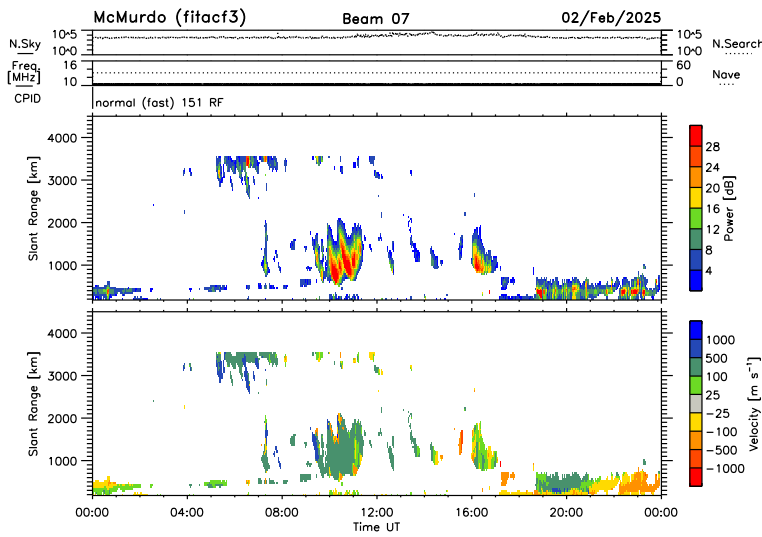 McMurdo (fitacf3) Beam 07 02/Feb/2025
N.Sky 10^5 10^5 N.Search
10^0 10^0
Freq. 16 60 Nave
[MHz] 10 0
CPID normal (fast) 151 RF
Slant Range [km]
4000
3000
2000
1000
Power [dB]
28
24
20
16
12
8
4
Slant Range [km]
4000
3000
2000
1000
Velocity [m s⁻¹]
1000
500
100
25
−25
−100
−500
−1000
00:00 04:00 08:00 12:00 16:00 20:00 00:00
Time UT